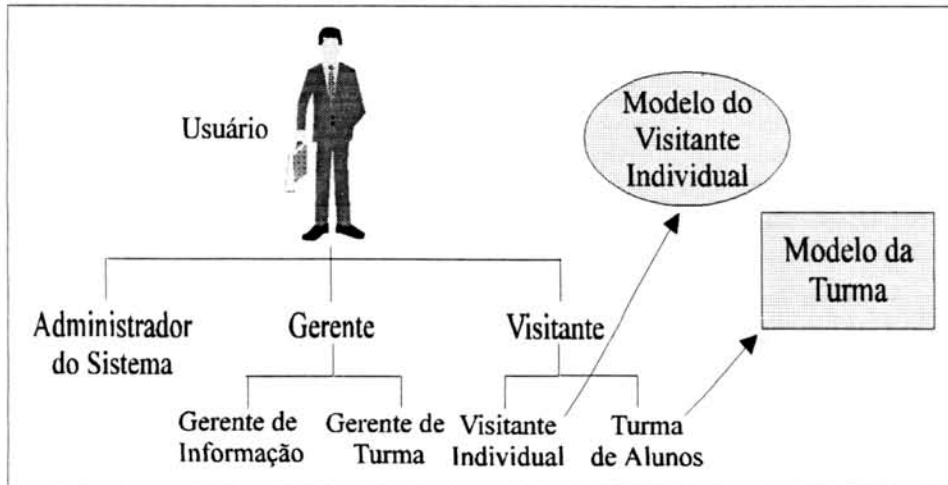 Usuário
Modelo do
Visitante
Individual
Modelo da
Turma
Administrador
do Sistema
Gerente
Visitante
Gerente de
Informação
Gerente de
Turma
Visitante
Individual
Turma
de Alunos